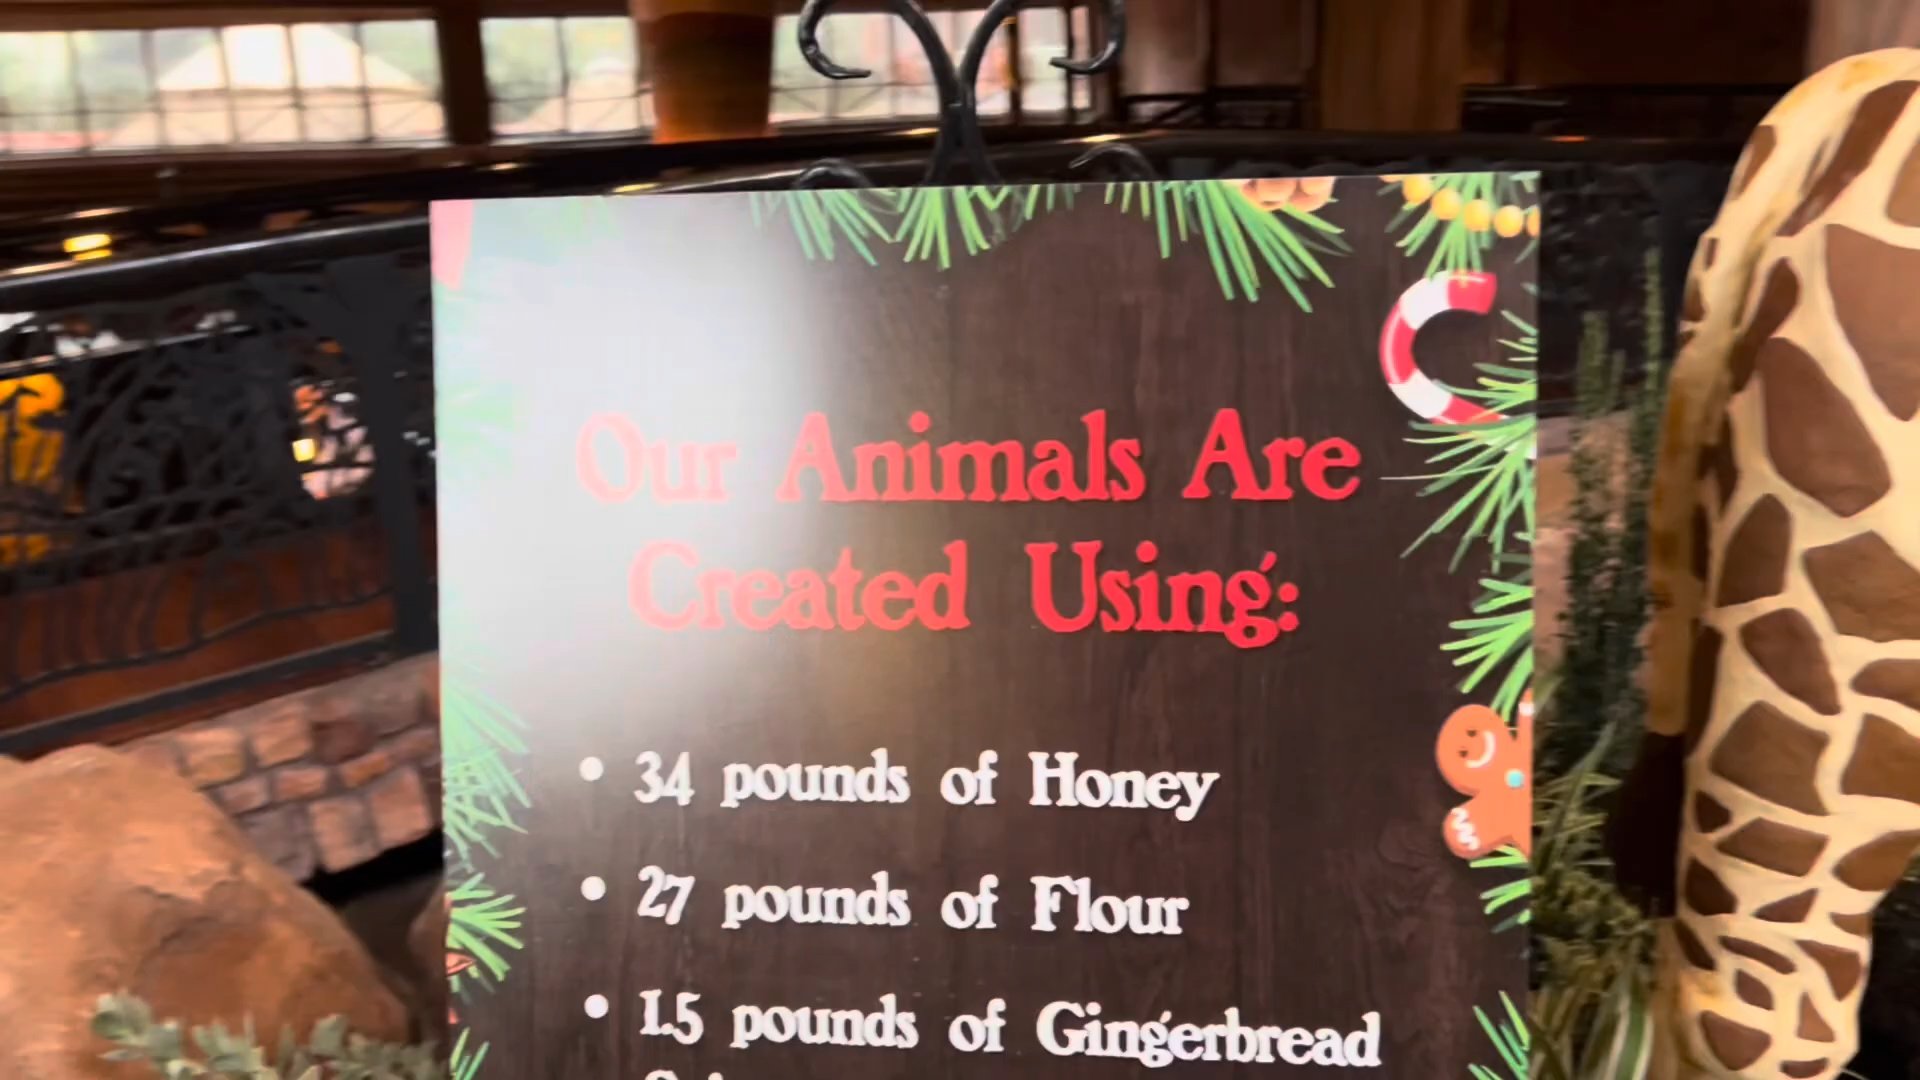 Our Animals Are
Created Using:
• 34 pounds of Honey
• 27 pounds of Flour
• 1.5 pounds of Gingerbread